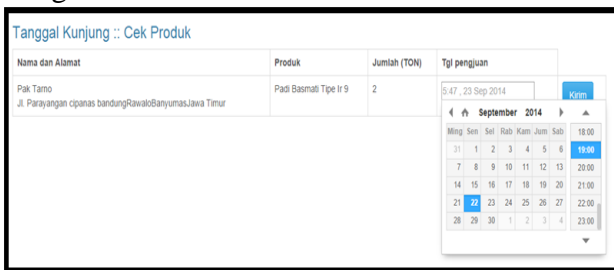 Tanggal Kunjung :: Cek Produk
Nama dan Alamat Produk Jumlah (TON) Tgl pengjuan
Pak Tarno Padi Basmati Tipe Ir 9 2 5:47 , 23 Sep 2014 Kirim
Jl. Parayangan cipanas bandungRawaloBanyumasJawa Timur
September 2014
Ming Sen Sel Rab Kam Jum Sab 18:00
31 1 2 3 4 5 6 19:00
7 8 9 10 11 12 13 20:00
14 15 16 17 18 19 20 21:00
21 22 23 24 25 26 27 22:00
28 29 30 1 2 3 4 23:00